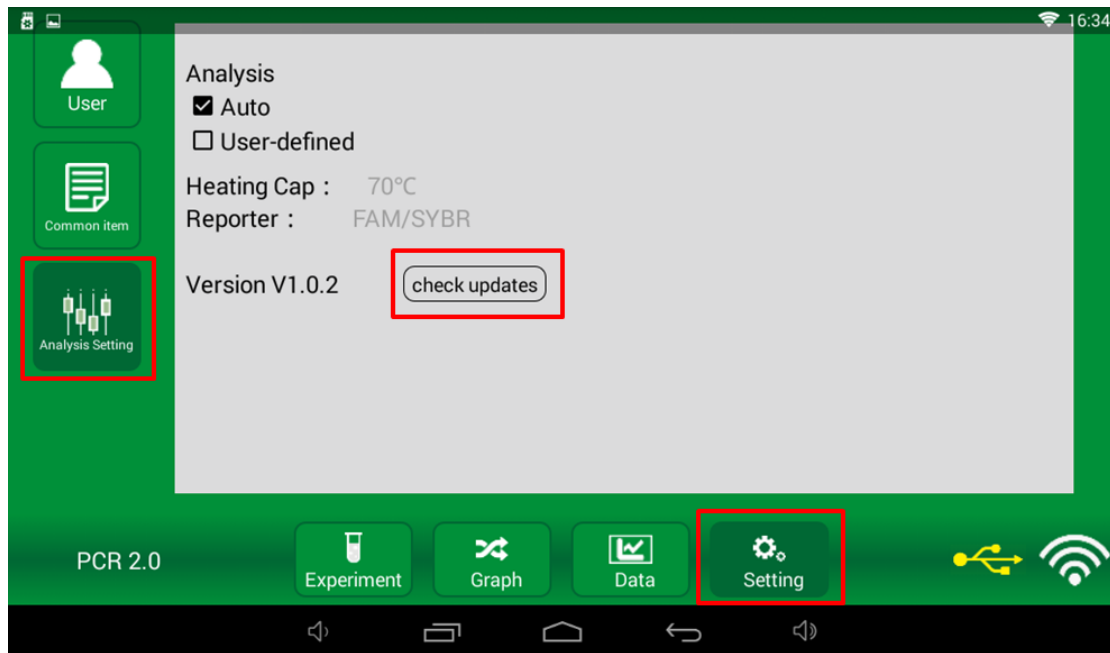 16:34
User
Common item
Analysis Setting
Analysis
Auto
User-defined
Heating Cap : 70℃
Reporter : FAM/SYBR
Version V1.0.2 check updates
PCR 2.0
Experiment
Graph
Data
Setting